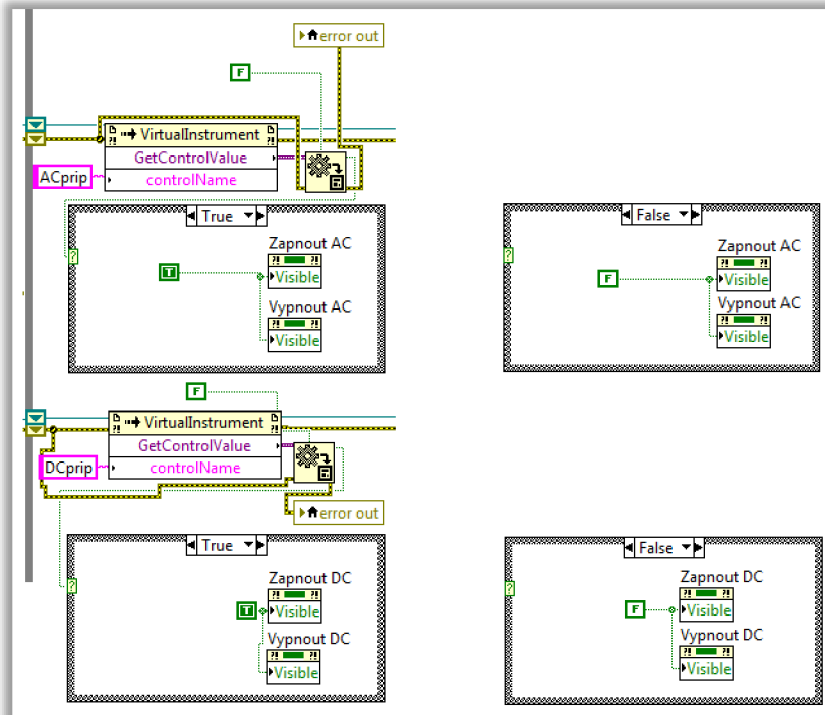 error out
F
VirtualInstrument
GetControlValue
ACprip
controlName
True
Zapnout AC
?! ?!
T
Visible
Vypnout AC
?! ?!
Visible
?
False
Zapnout AC
?! ?!
F
Visible
Vypnout AC
?! ?!
Visible
?
F
VirtualInstrument
GetControlValue
DCprip
controlName
error out
True
Zapnout DC
?! ?!
T
Visible
Vypnout DC
?! ?!
Visible
?
False
Zapnout DC
?! ?!
F
Visible
Vypnout DC
?! ?!
Visible
?